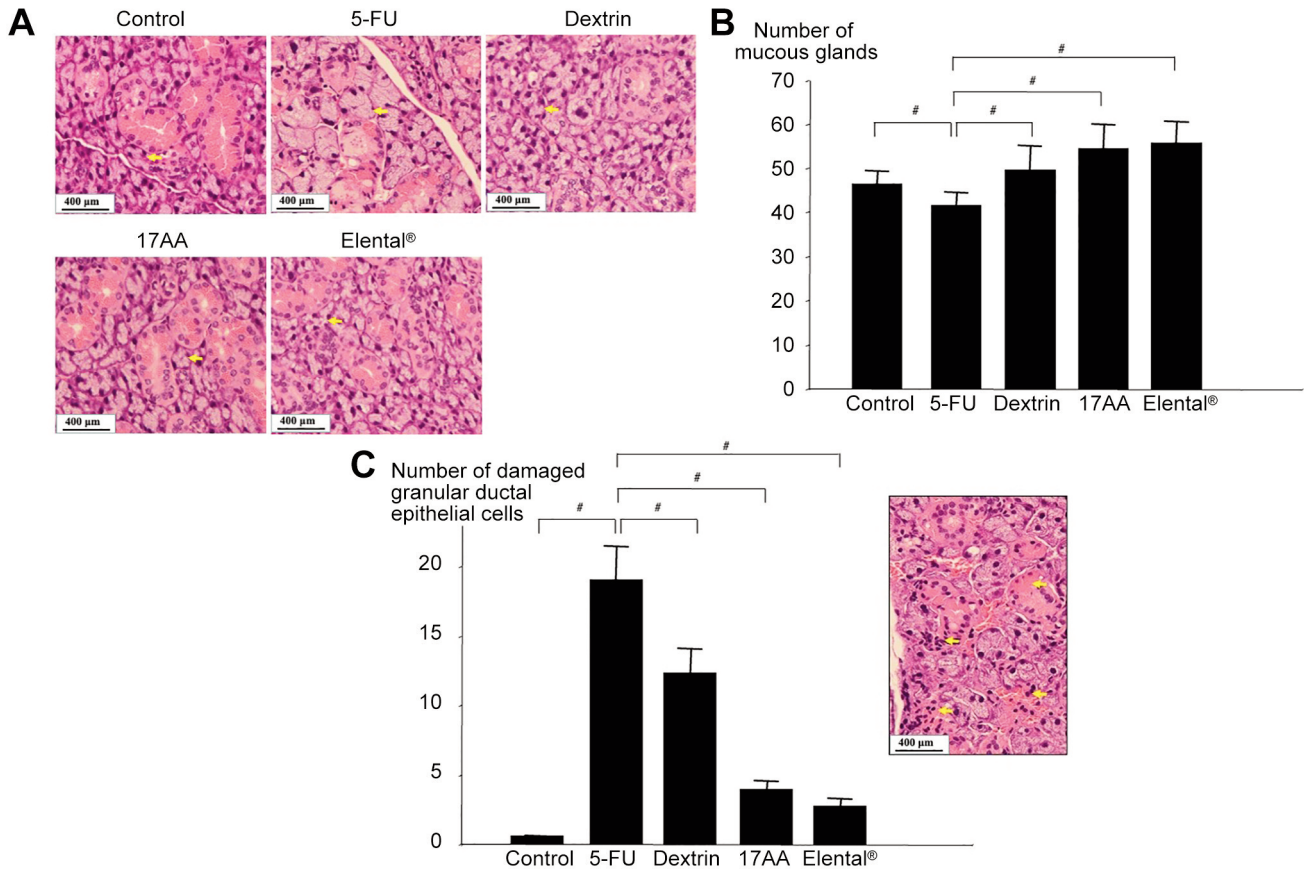 A
Control
5-FU
Dextrin
400 µm
400 µm
400 µm
17AA
Elental®
400 µm
400 µm
B
Number of
mucous glands
#
#
#
#
70
60
50
40
30
20
10
0
Control
5-FU
Dextrin
17AA
Elental®
C
Number of damaged
granular ductal
epithelial cells
#
#
#
#
20
15
10
5
0
Control
5-FU
Dextrin
17AA
Elental®
400 µm